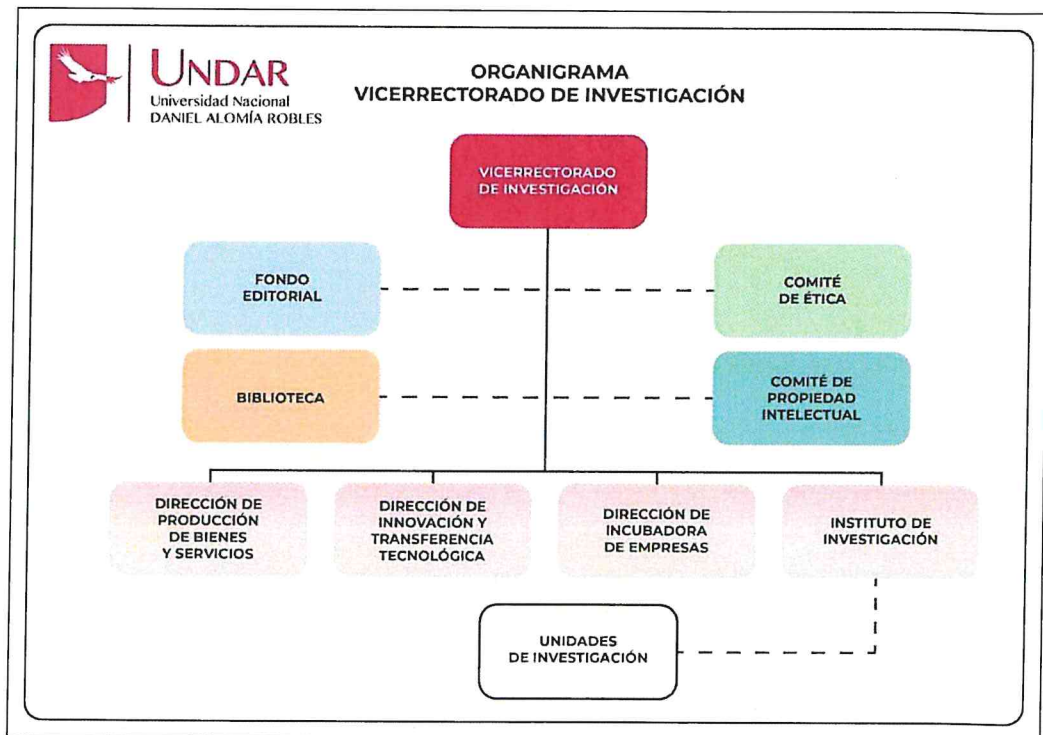 UNDAR
Universidad Nacional
DANIEL ALOMÍA ROBLES
ORGANIGRAMA
VICERRECTORADO DE INVESTIGACIÓN
VICERRECTORADO
DE INVESTIGACIÓN
FONDO
EDITORIAL
COMITÉ
DE ÉTICA
BIBLIOTECA
COMITÉ DE
PROPIEDAD
INTELECTUAL
DIRECCIÓN DE
PRODUCCIÓN
DE BIENES
Y SERVICIOS
DIRECCIÓN DE
INNOVACIÓN Y
TRANSFERENCIA
TECNOLÓGICA
DIRECCIÓN DE
INCUBADORA
DE EMPRESAS
INSTITUTO DE
INVESTIGACIÓN
UNIDADES
DE INVESTIGACIÓN